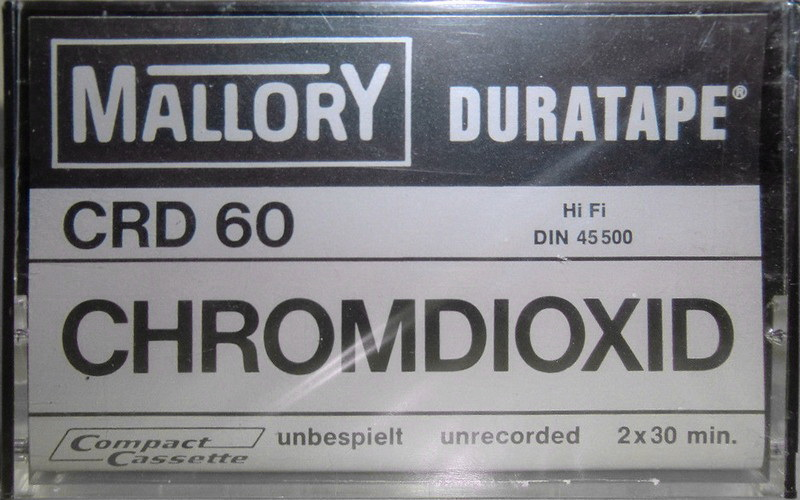 MALLORY DURATAPE®
CRD 60
Hi Fi
DIN 45 500
CHROMDIOXID
Compact Cassette
unbespielt unrecorded 2x30 min.